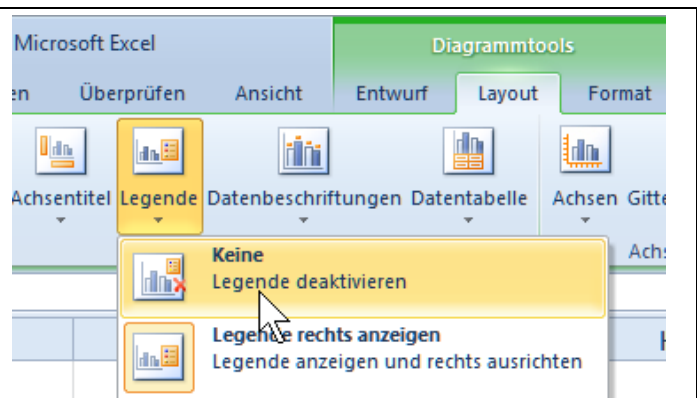 Microsoft Excel Diagrammtools
en Überprüfen Ansicht Entwurf Layout Format
Achsentitel Legende Datenbeschriftungen Datentabelle Achsen Gitte
Achs
Keine
Legende deaktivieren
Legende rechts anzeigen
Legende anzeigen und rechts ausrichten